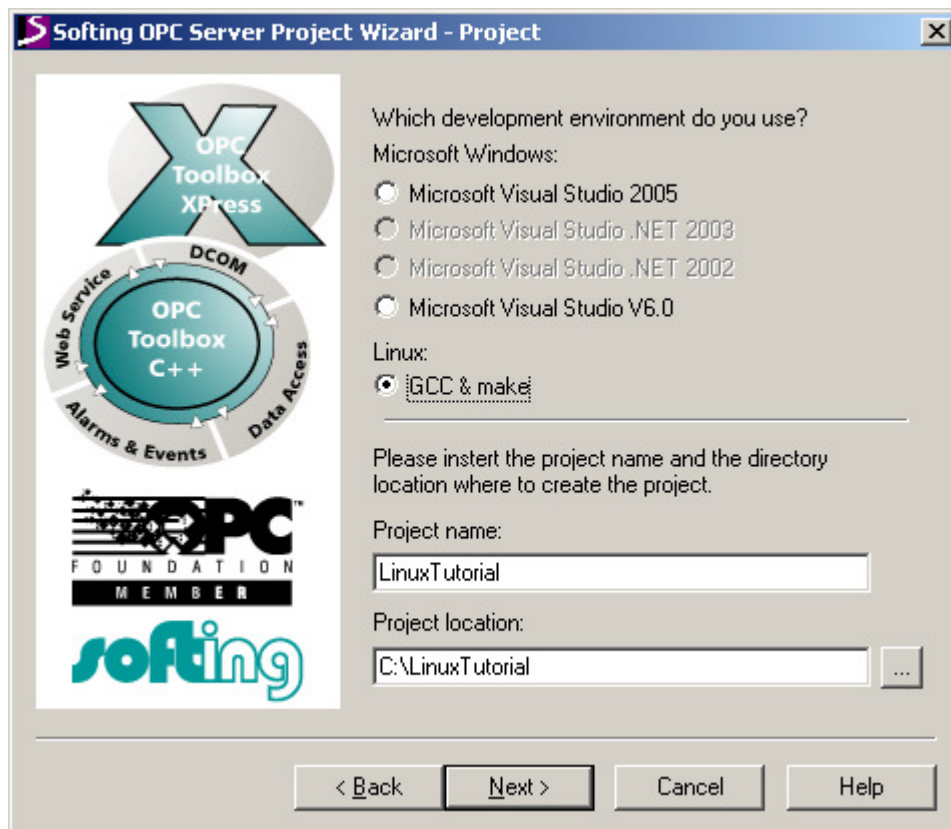 Softing OPC Server Project Wizard - Project
OPC
Toolbox
XPress
DCOM
Web Service
OPC
Toolbox
C++
Data Access
Alarms & Events
OPC™
FOUNDATION
MEMBER
softing
Which development environment do you use?
Microsoft Windows:
Microsoft Visual Studio 2005
Microsoft Visual Studio .NET 2003
Microsoft Visual Studio .NET 2002
Microsoft Visual Studio V6.0
Linux:
GCC & make
Please instert the project name and the directory
location where to create the project.
Project name:
LinuxTutorial
Project location:
C:\LinuxTutorial
...
< Back
Next >
Cancel
Help